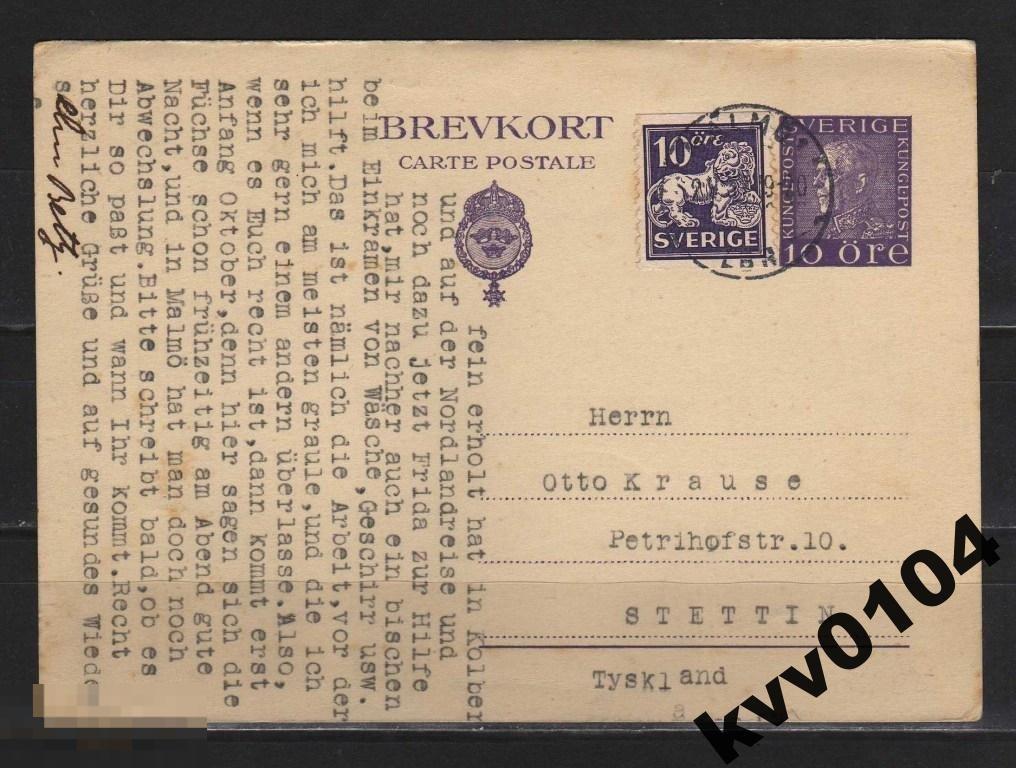 BREVKORT
CARTE POSTALE
10 öre
SVERIGE
SVERIGE
KUNGL.POST
KUNGL.POST
10 öre
Herrn
Otto Krause
Petrihofstr.10.
STETTIN
Tyskland
fein erholt hat in Kolber
und auf der Nordlandreise und
noch dazu jetzt Frida zur Hilfe
hat,mir nachher auch ein bischen
beim Einkramen von Wäsche,Geschirr usw.
hilft.Das ist nämlich die Arbeit,vor der
ich mich am meisten graule,und die ich
sehr gern einem andern überlasse.Also,
wenn es Euch recht ist,dann kommt erst
Anfang Oktober,denn hier sagen sich die
Füchse schon frühzeitig am Abend gute
Nacht,und in Malmö hat man doch noch
Abwechslung.Bitte schreibt bald,ob es
Dir so paßt und wann Ihr kommt.Recht
herzliche Grüße und auf gesundes Wiede
kvv0104